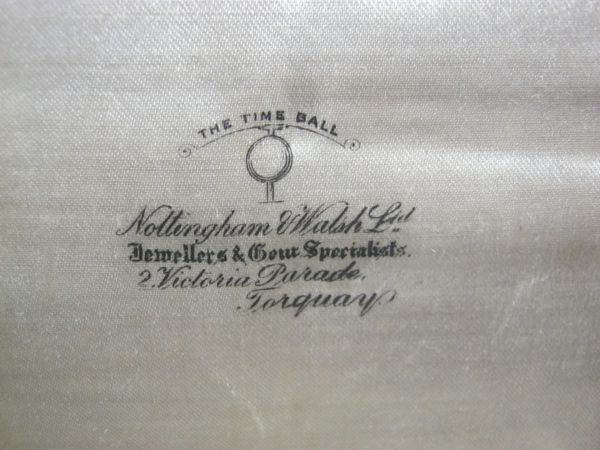 THE TIME BALL
Nottingham & Walsh Ltd.
Jewellers & Gem Specialists.
2, Victoria Parade,
Torquay